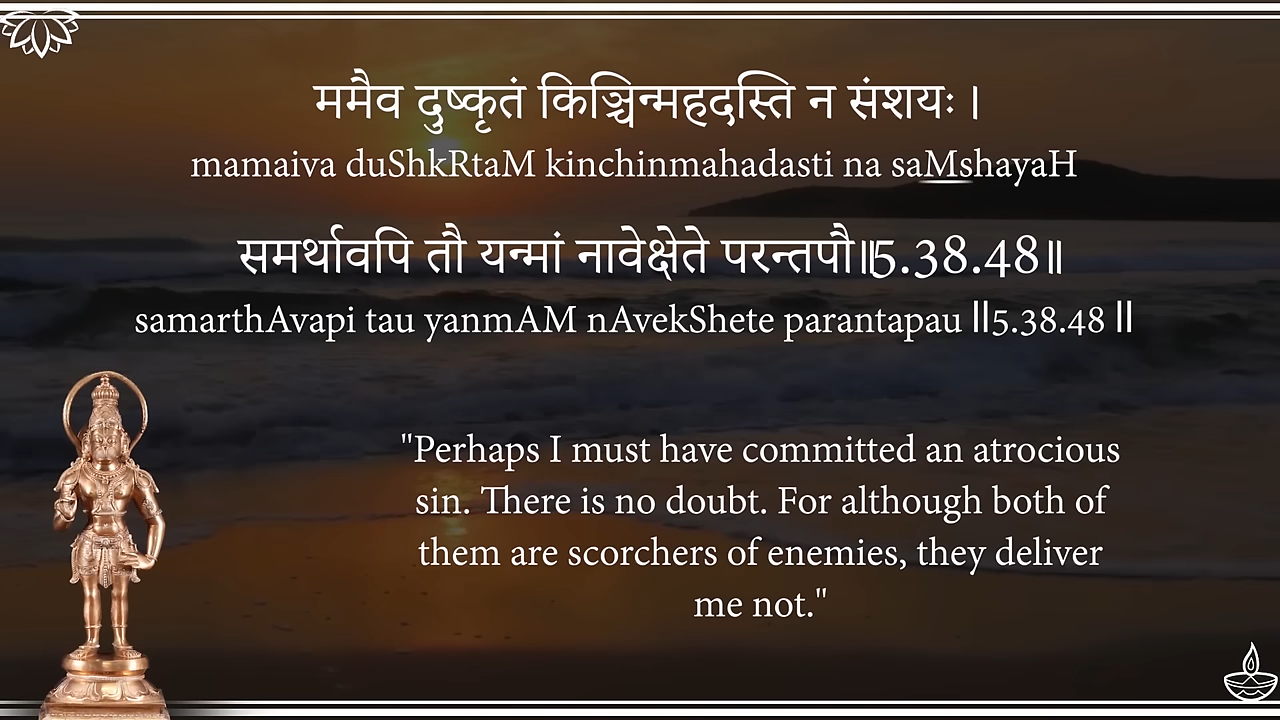 ममैव दुष्कृतं किञ्चिन्महदस्ति न संशयः ।
mamaiva duShkRtaM kinchinmahadasti na saMshayaH
समर्थावपि तौ यन्मां नावेक्षेते परन्तपौ॥5.38.48॥
samarthAvapi tau yanmAM nAvekShete parantapau ॥5.38.48 ॥
"Perhaps I must have committed an atrocious
sin. There is no doubt. For although both of
them are scorchers of enemies, they deliver
me not."